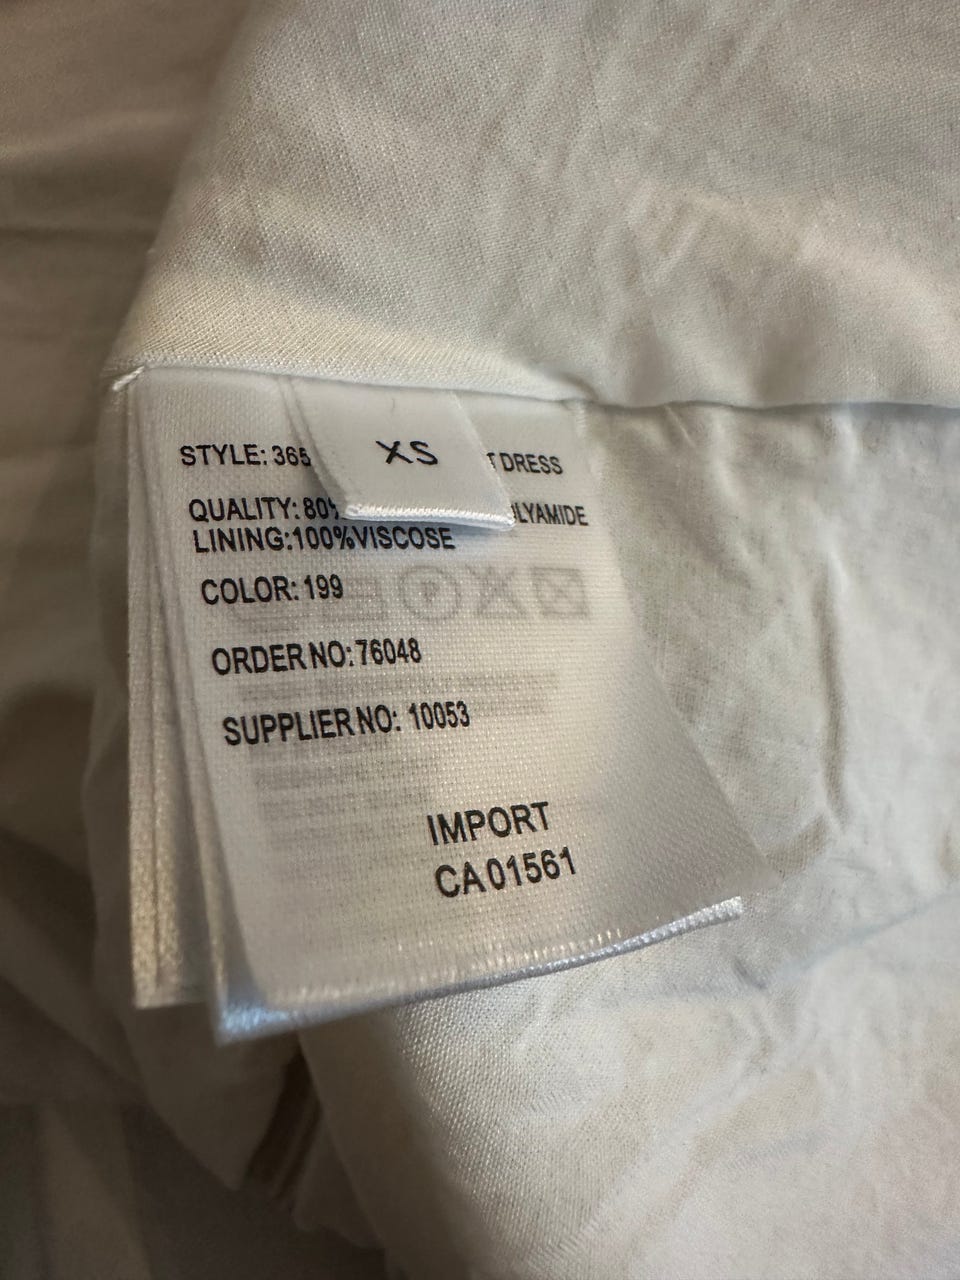 XS
STYLE: 365 DRESS
QUALITY: 80%
LINING:100%VISCOSE
COLOR: 199
ORDER NO: 76048
SUPPLIER NO: 10053
IMPORT
CA01561